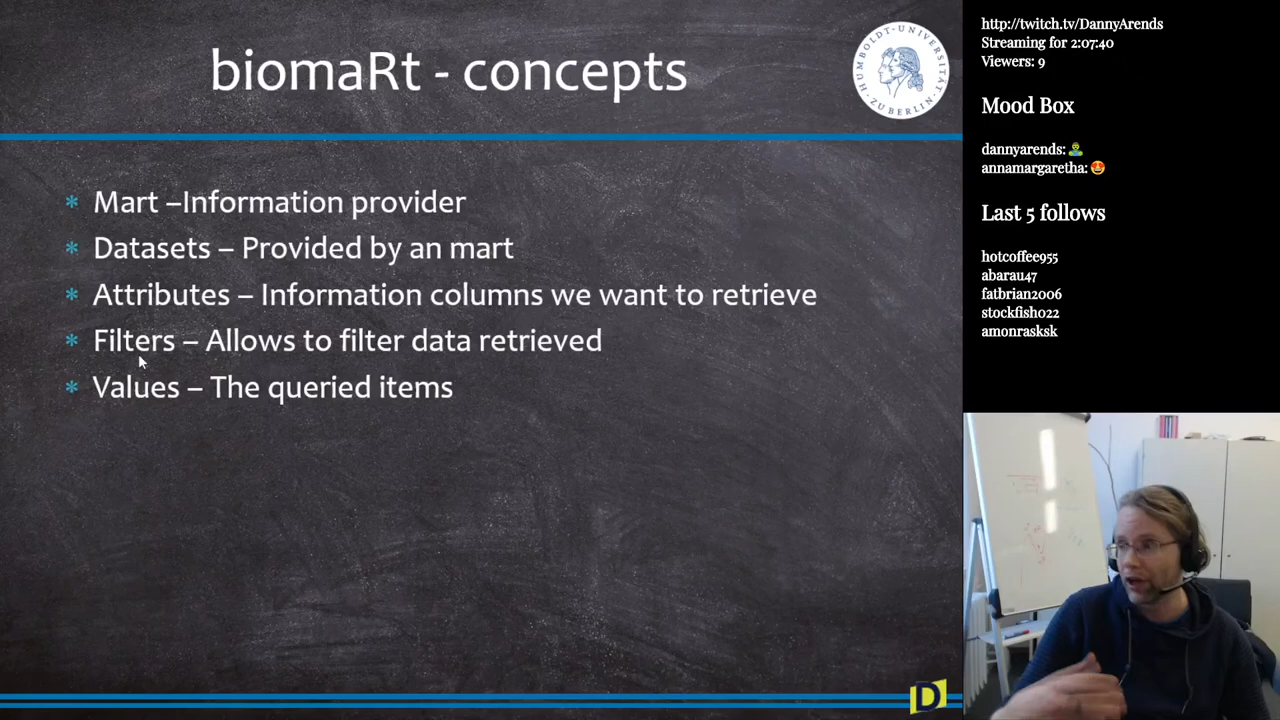 biomaRt - concepts
HUMBOLDT-UNIVERSITÄT ZU BERLIN
Mart –Information provider
Datasets – Provided by an mart
Attributes – Information columns we want to retrieve
Filters – Allows to filter data retrieved
Values – The queried items
D
http://twitch.tv/DannyArends
Streaming for 2:07:40
Viewers: 9
Mood Box
dannyarends: 🧟‍♂️
annamargaretha: 😍
Last 5 follows
hotcoffee955
abarau47
fatbrian2006
stockfish022
amonrasksk